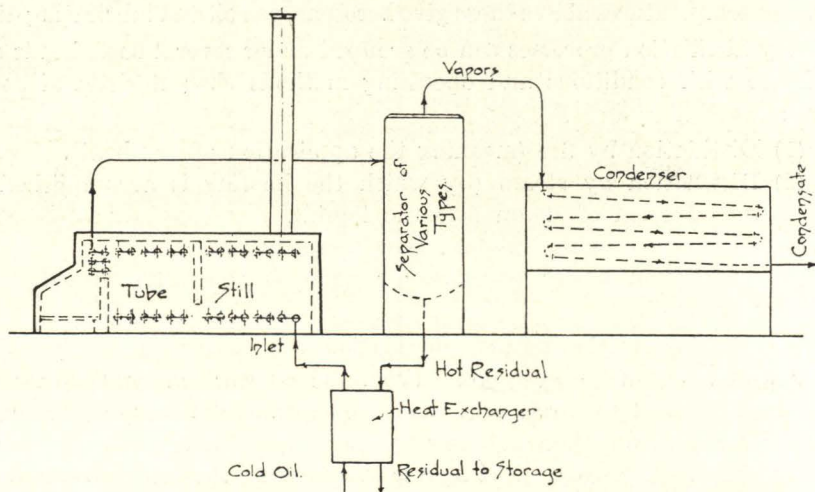 Vapors
Condenser
Condensate
Separator of
Various
Types.
Tube Still
Inlet
Hot Residual
Heat Exchanger
Cold Oil.
Residual to Storage